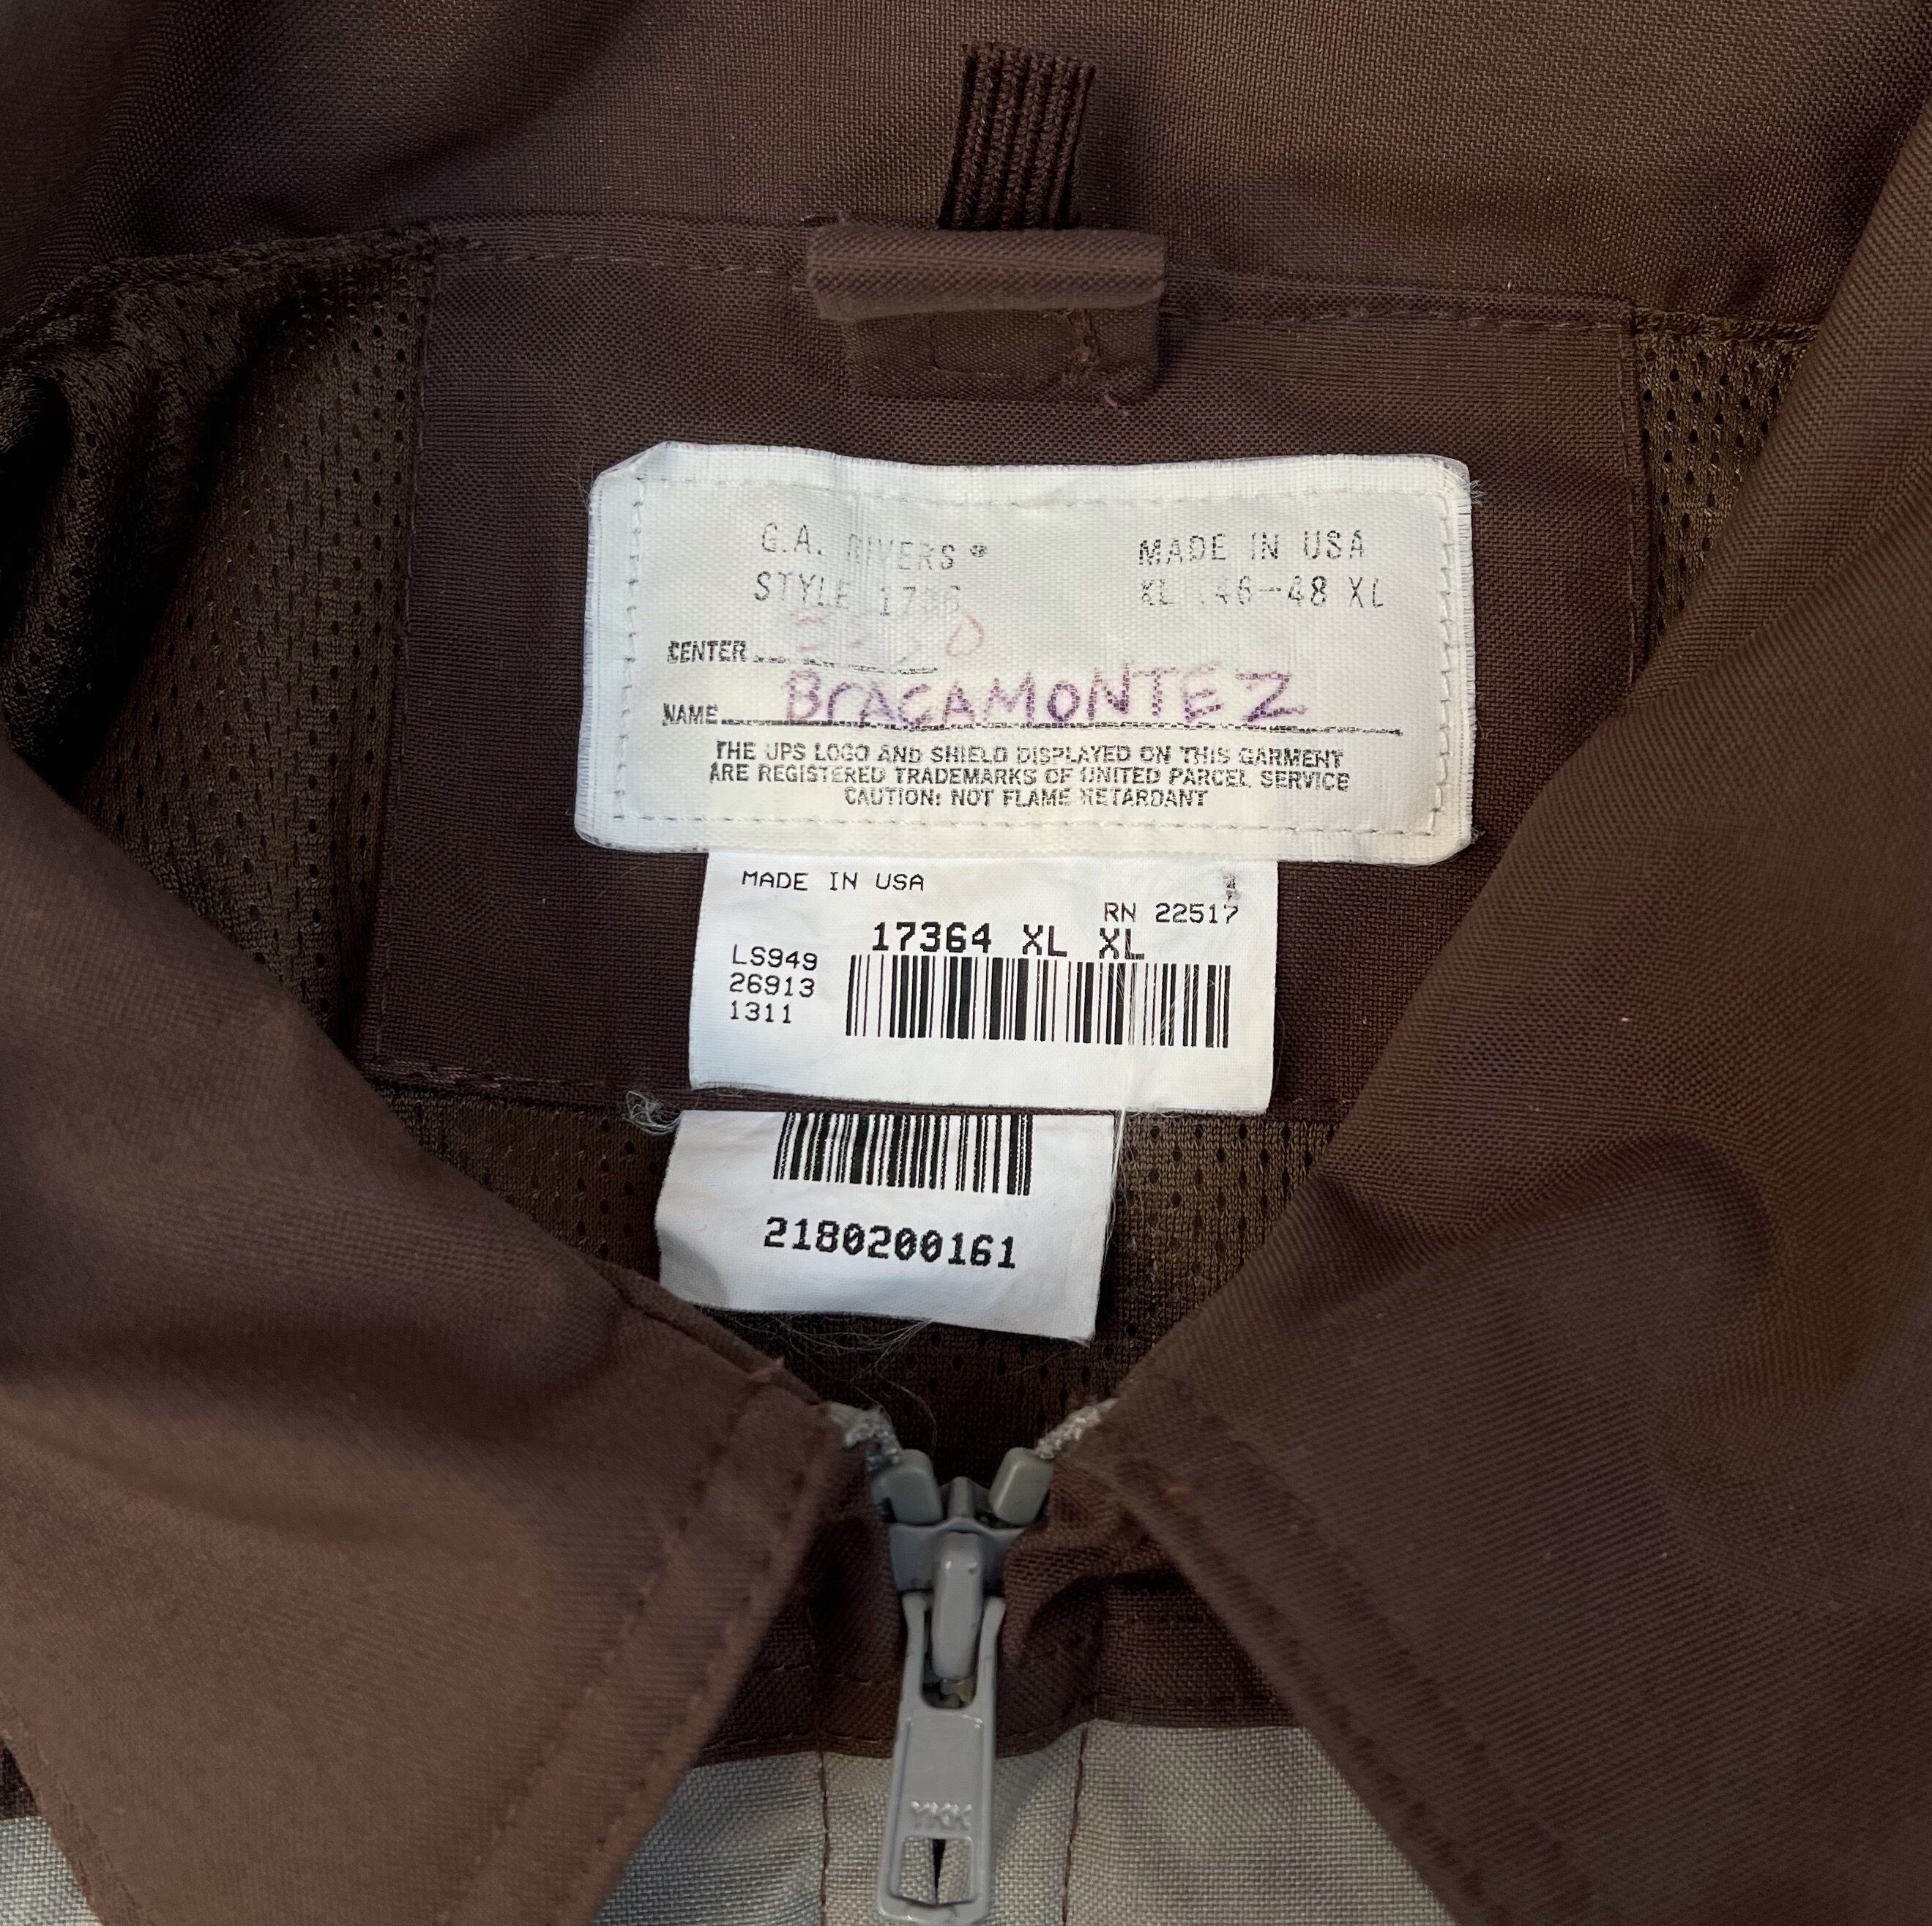 G.A. RIVERS® MADE IN USA
STYLE XL 46-48 XL
CENTER
NAME BrACAMONTEZ
THE UPS LOGO AND SHIELD DISPLAYED ON THIS GARMENT
ARE REGISTERED TRADEMARKS OF UNITED PARCEL SERVICE
CAUTION: NOT FLAME RETARDANT
MADE IN USA
RN 22517
17364 XL XL
LS949
26913
1311
2180200161
YKK